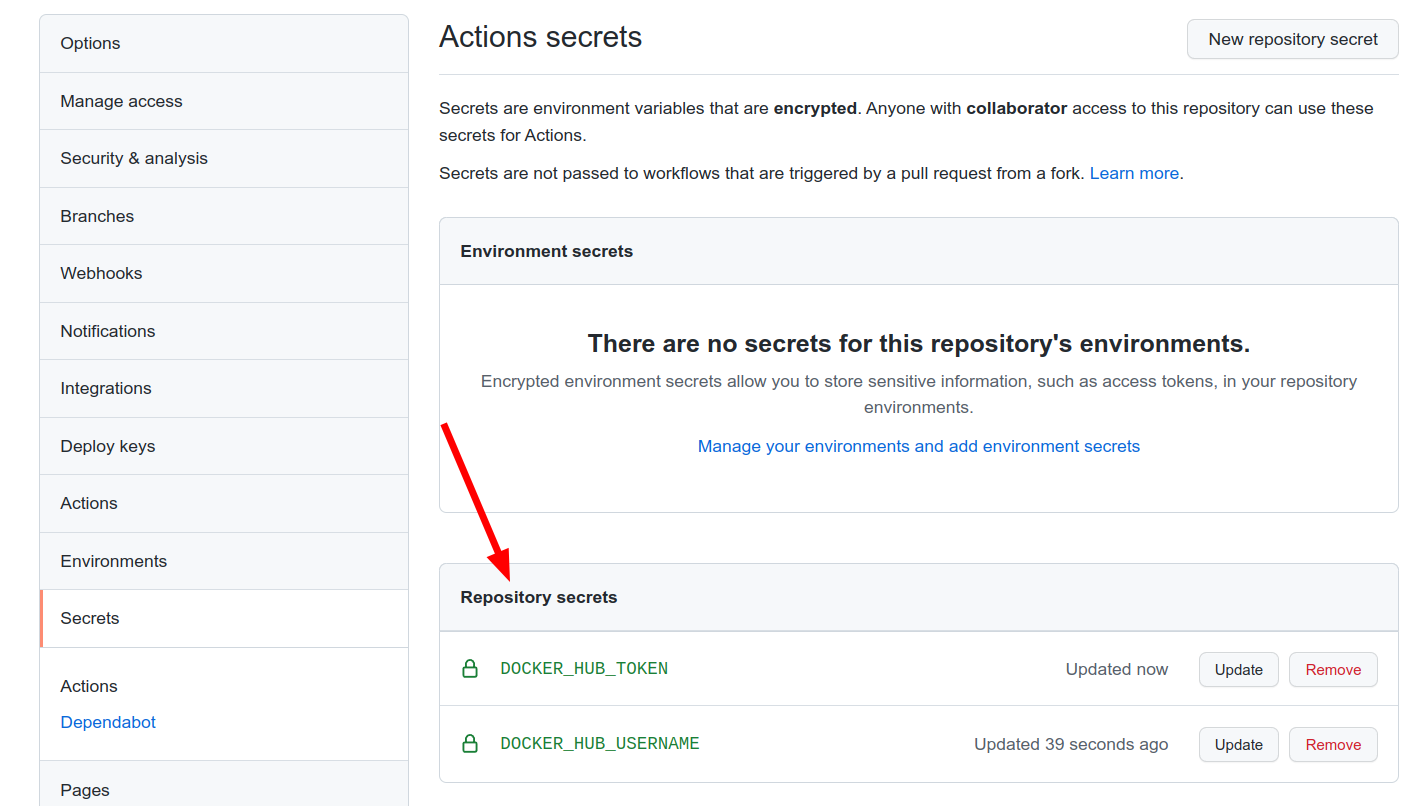 Options
Manage access
Security & analysis
Branches
Webhooks
Notifications
Integrations
Deploy keys
Actions
Environments
Secrets
Actions
Dependabot
Pages
Actions secrets
New repository secret
Secrets are environment variables that are encrypted. Anyone with collaborator access to this repository can use these
secrets for Actions.
Secrets are not passed to workflows that are triggered by a pull request from a fork. Learn more.
Environment secrets
There are no secrets for this repository's environments.
Encrypted environment secrets allow you to store sensitive information, such as access tokens, in your repository
environments.
Manage your environments and add environment secrets
Repository secrets
DOCKER_HUB_TOKEN Updated now Update Remove
DOCKER_HUB_USERNAME Updated 39 seconds ago Update Remove